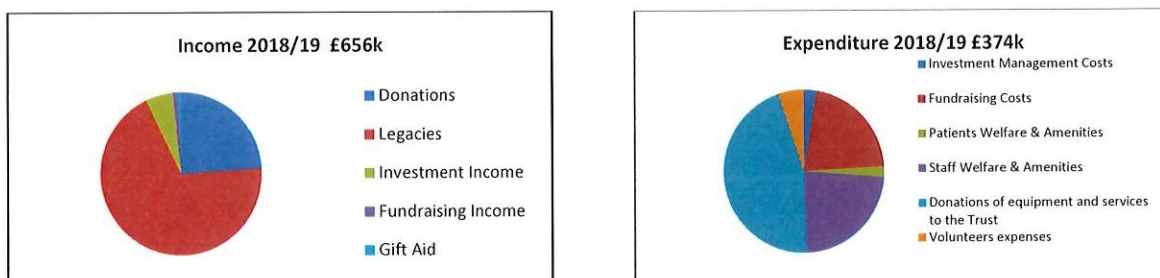 Income 2018/19 £656k
Donations
Legacies
Investment Income
Fundraising Income
Gift Aid
Expenditure 2018/19 £374k
Investment Management Costs
Fundraising Costs
Patients Welfare & Amenities
Staff Welfare & Amenities
Donations of equipment and services
to the Trust
Volunteers expenses